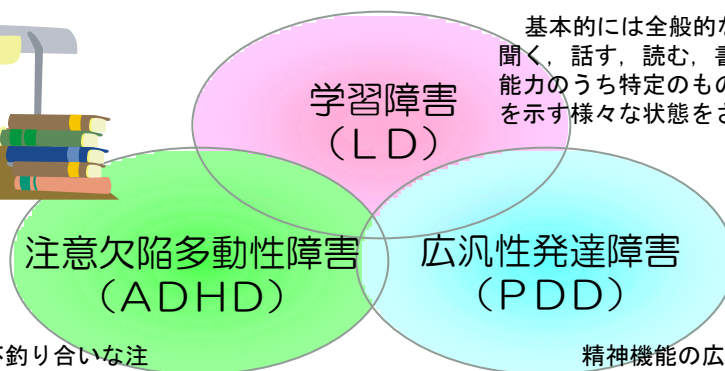 基本的には全般的な
聞く，話す，読む，書
能力のうち特定のもの
を示す様々な状態をさ
学習障害
（ＬＤ）
注意欠陥多動性障害
（ＡＤＨＤ）
広汎性発達障害
（ＰＤＤ）
釣り合いな注
精神機能の広